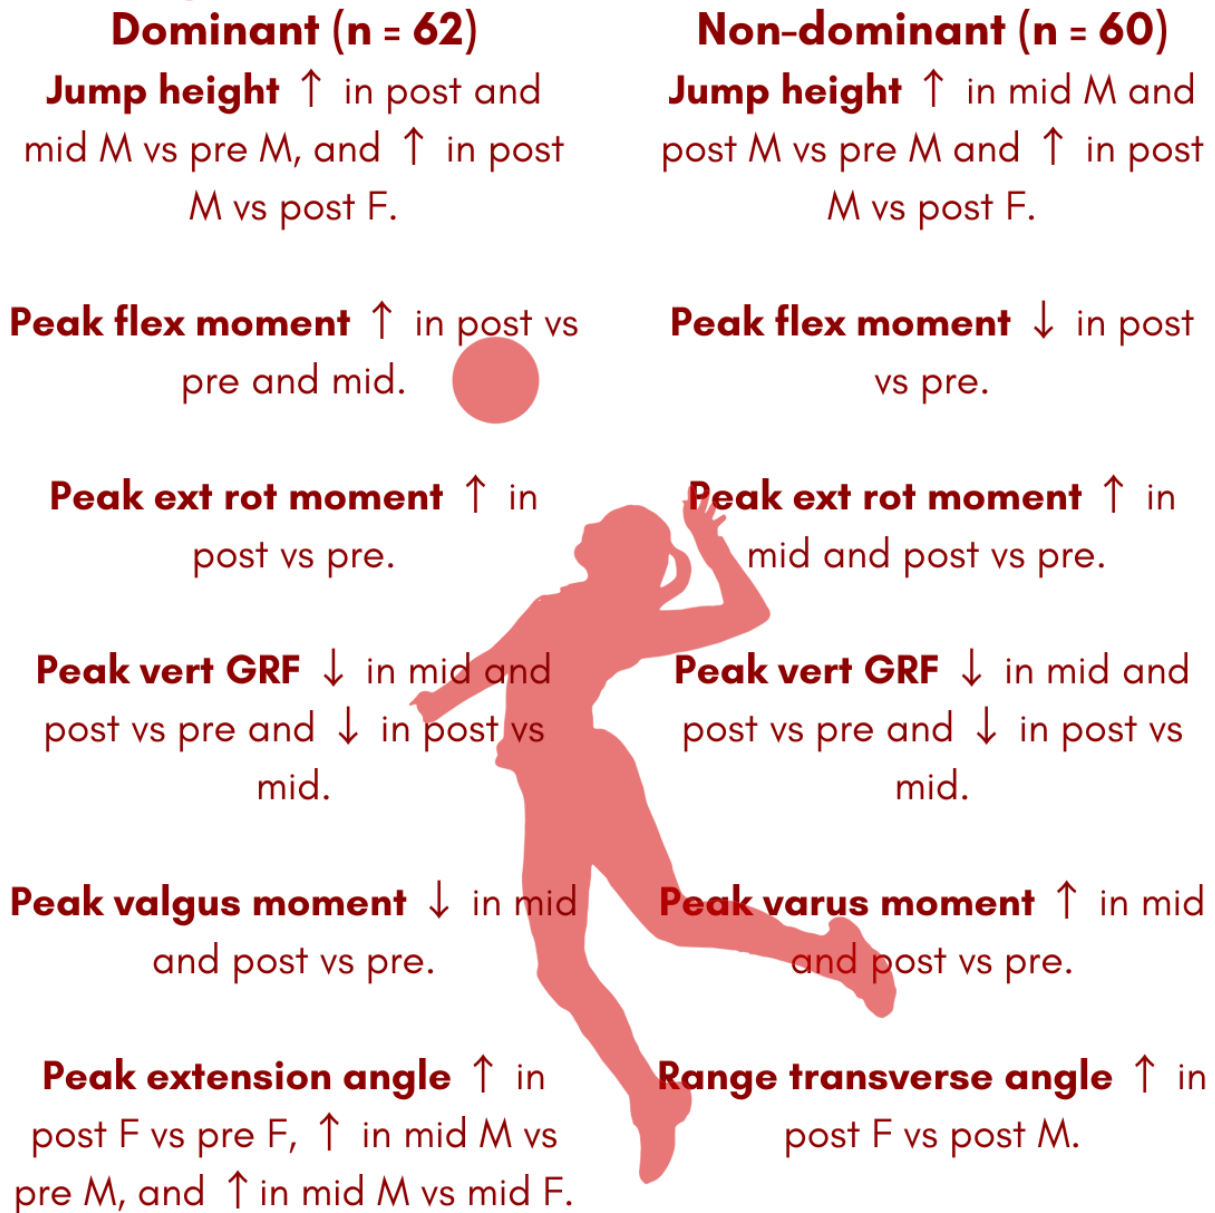 Dominant (n = 62)
Jump height ↑ in post and
mid M vs pre M, and ↑ in post
M vs post F.
Peak flex moment ↑ in post vs
pre and mid.
Peak ext rot moment ↑ in
post vs pre.
Peak vert GRF ↓ in mid and
post vs pre and ↓ in post vs
mid.
Peak valgus moment ↓ in mid
and post vs pre.
Peak extension angle ↑ in
post F vs pre F, ↑ in mid M vs
pre M, and ↑ in mid M vs mid F.
Non-dominant (n = 60)
Jump height ↑ in mid M and
post M vs pre M and ↑ in post
M vs post F.
Peak flex moment ↓ in post
vs pre.
Peak ext rot moment ↑ in
mid and post vs pre.
Peak vert GRF ↓ in mid and
post vs pre and ↓ in post vs
mid.
Peak varus moment ↑ in mid
and post vs pre.
Range transverse angle ↑ in
post F vs post M.